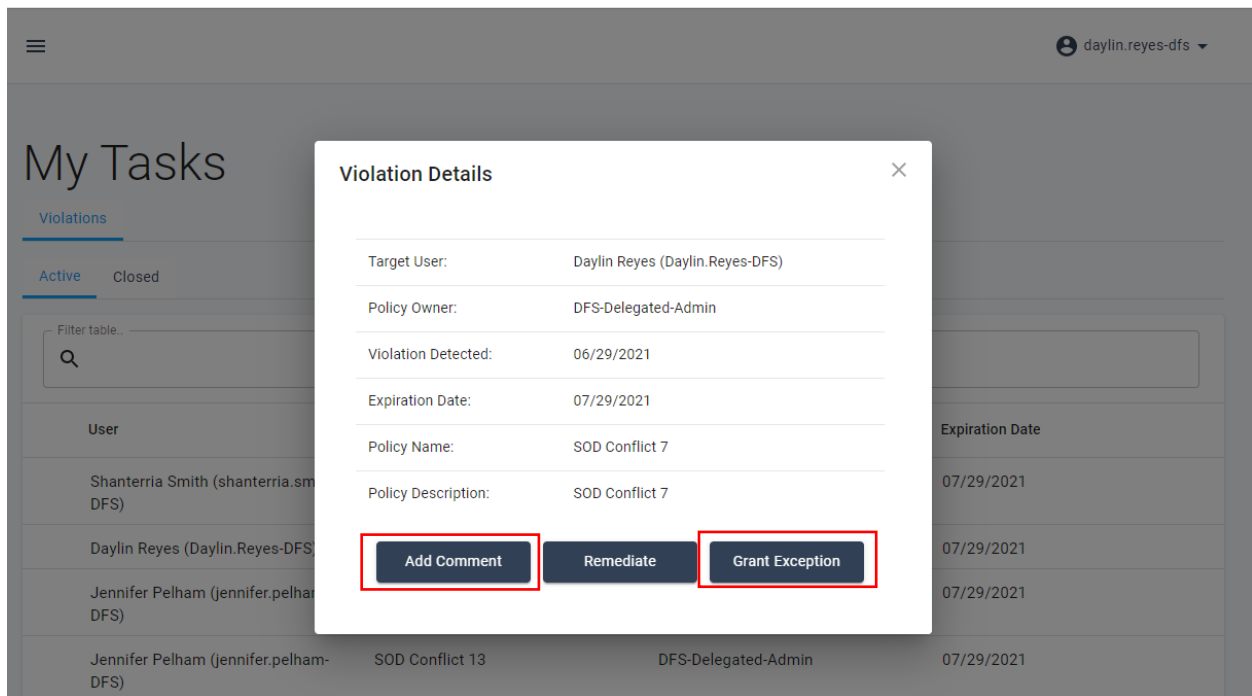 daylin.reyes-dfs
My Tasks
Violations
Active Closed
Filter table..
User Expiration Date
Shanterria Smith (shanterria.sm 07/29/2021
DFS)
Daylin Reyes (Daylin.Reyes-DFS) 07/29/2021
Jennifer Pelham (jennifer.pelham 07/29/2021
DFS)
Jennifer Pelham (jennifer.pelham- SOD Conflict 13 DFS-Delegated-Admin 07/29/2021
DFS)
Violation Details
Target User: Daylin Reyes (Daylin.Reyes-DFS)
Policy Owner: DFS-Delegated-Admin
Violation Detected: 06/29/2021
Expiration Date: 07/29/2021
Policy Name: SOD Conflict 7
Policy Description: SOD Conflict 7
Add Comment Remediate Grant Exception